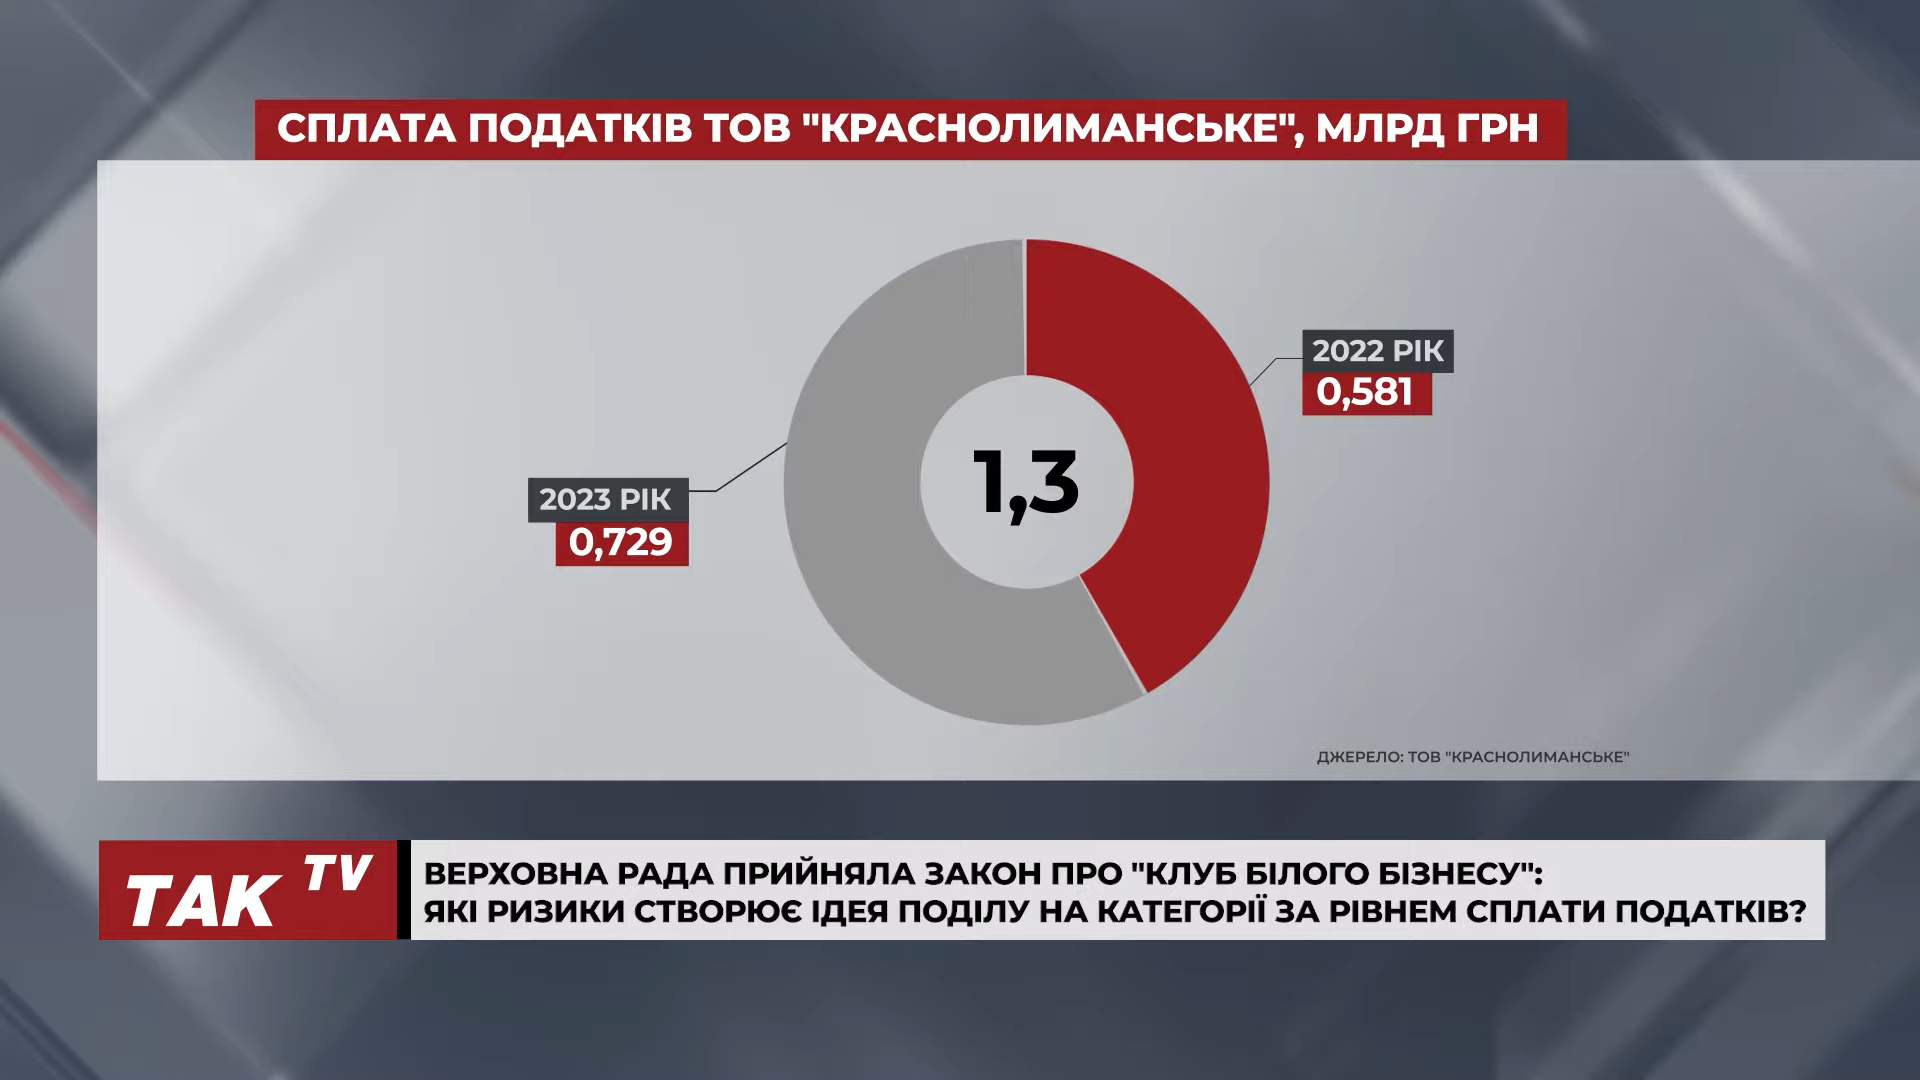 СПЛАТА ПОДАТКІВ ТОВ "КРАСНОЛИМАНСЬКЕ", МЛРД ГРН
2022 РІК
0,581
1,3
2023 РІК
0,729
ДЖЕРЕЛО: ТОВ "КРАСНОЛИМАНСЬКЕ"
ТАК TV
ВЕРХОВНА РАДА ПРИЙНЯЛА ЗАКОН ПРО "КЛУБ БІЛОГО БІЗНЕСУ":
ЯКІ РИЗИКИ СТВОРЮЄ ІДЕЯ ПОДІЛУ НА КАТЕГОРІЇ ЗА РІВНЕМ СПЛАТИ ПОДАТКІВ?